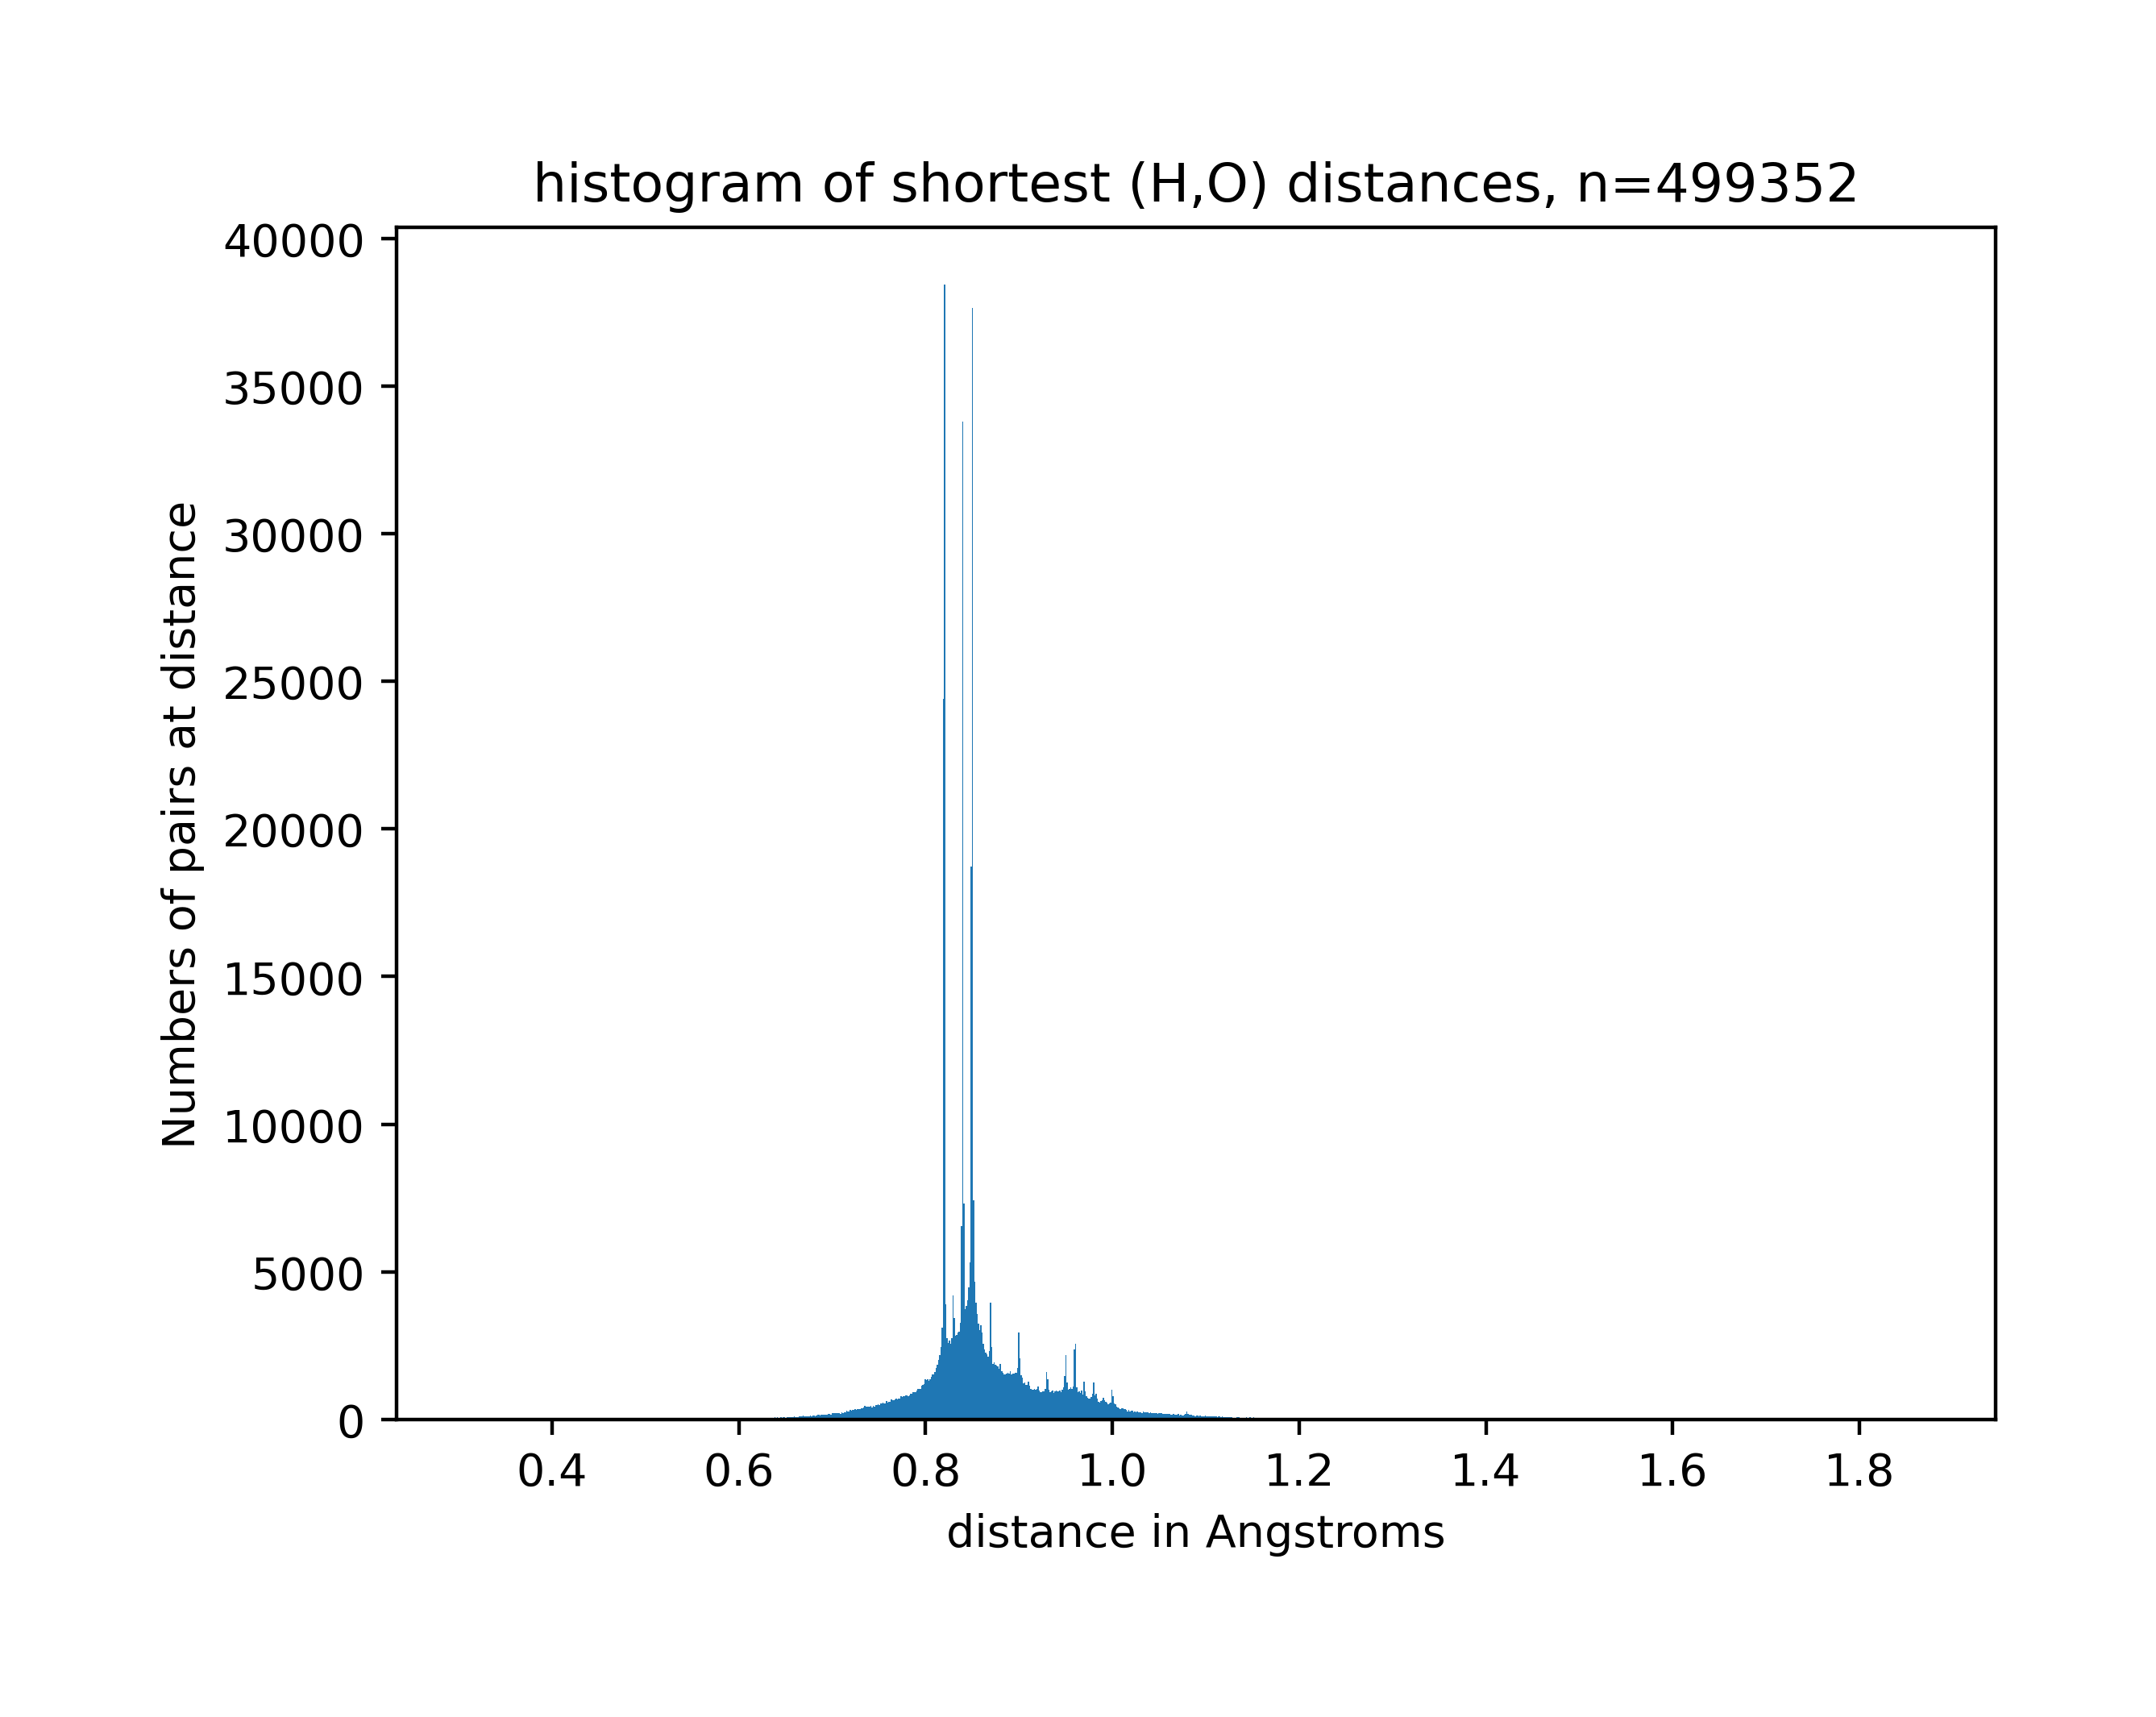 histogram of shortest (H,O) distances, n=499352
40000
35000
30000
25000
20000
15000
10000
5000
0
Numbers of pairs at distance
0.4 0.6 0.8 1.0 1.2 1.4 1.6 1.8
distance in Angstroms